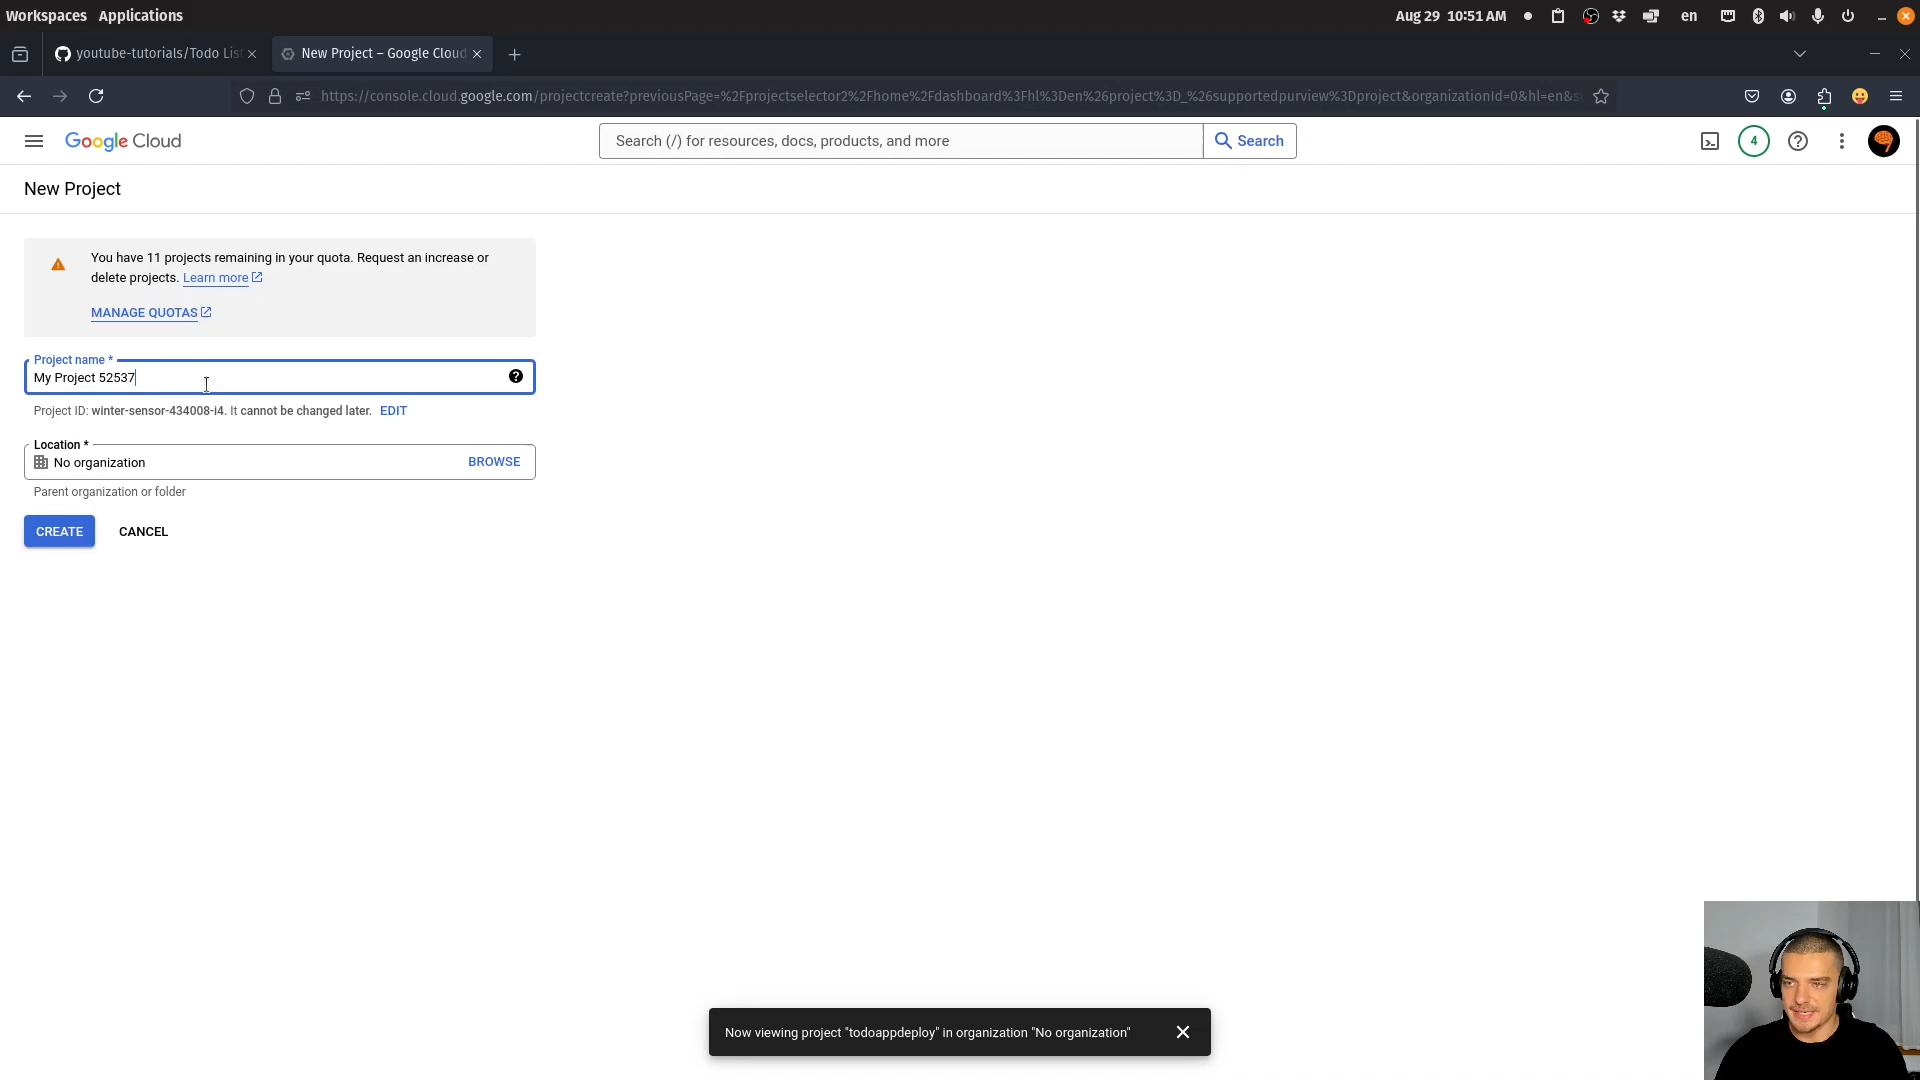 Workspaces Applications
Aug 29 10:51 AM
en
youtube-tutorials/Todo Lis
New Project – Google Cloud
https://console.cloud.google.com/projectcreate?previousPage=%2Fprojectselector2%2Fhome%2Fdashboard%3Fhl%3Den%26project%3D_%26supportedpurview%3Dproject&organizationId=0&hl=en&s
Google Cloud
Search (/) for resources, docs, products, and more
Search
4
New Project
You have 11 projects remaining in your quota. Request an increase or
delete projects. Learn more
MANAGE QUOTAS
Project name *
My Project 52537
Project ID: winter-sensor-434008-i4. It cannot be changed later. EDIT
Location *
No organization
BROWSE
Parent organization or folder
CREATE
CANCEL
Now viewing project "todoappdeploy" in organization "No organization"